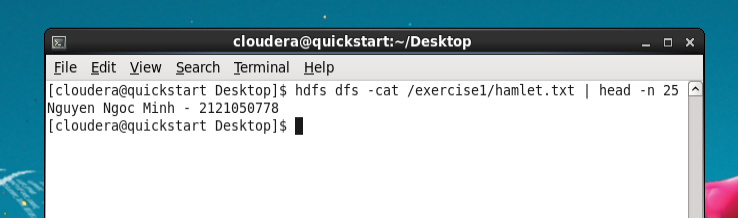 cloudera@quickstart:~/Desktop
File Edit View Search Terminal Help
[cloudera@quickstart Desktop]$ hdfs dfs -cat /exercise1/hamlet.txt | head -n 25
Nguyen Ngoc Minh - 2121050778
[cloudera@quickstart Desktop]$